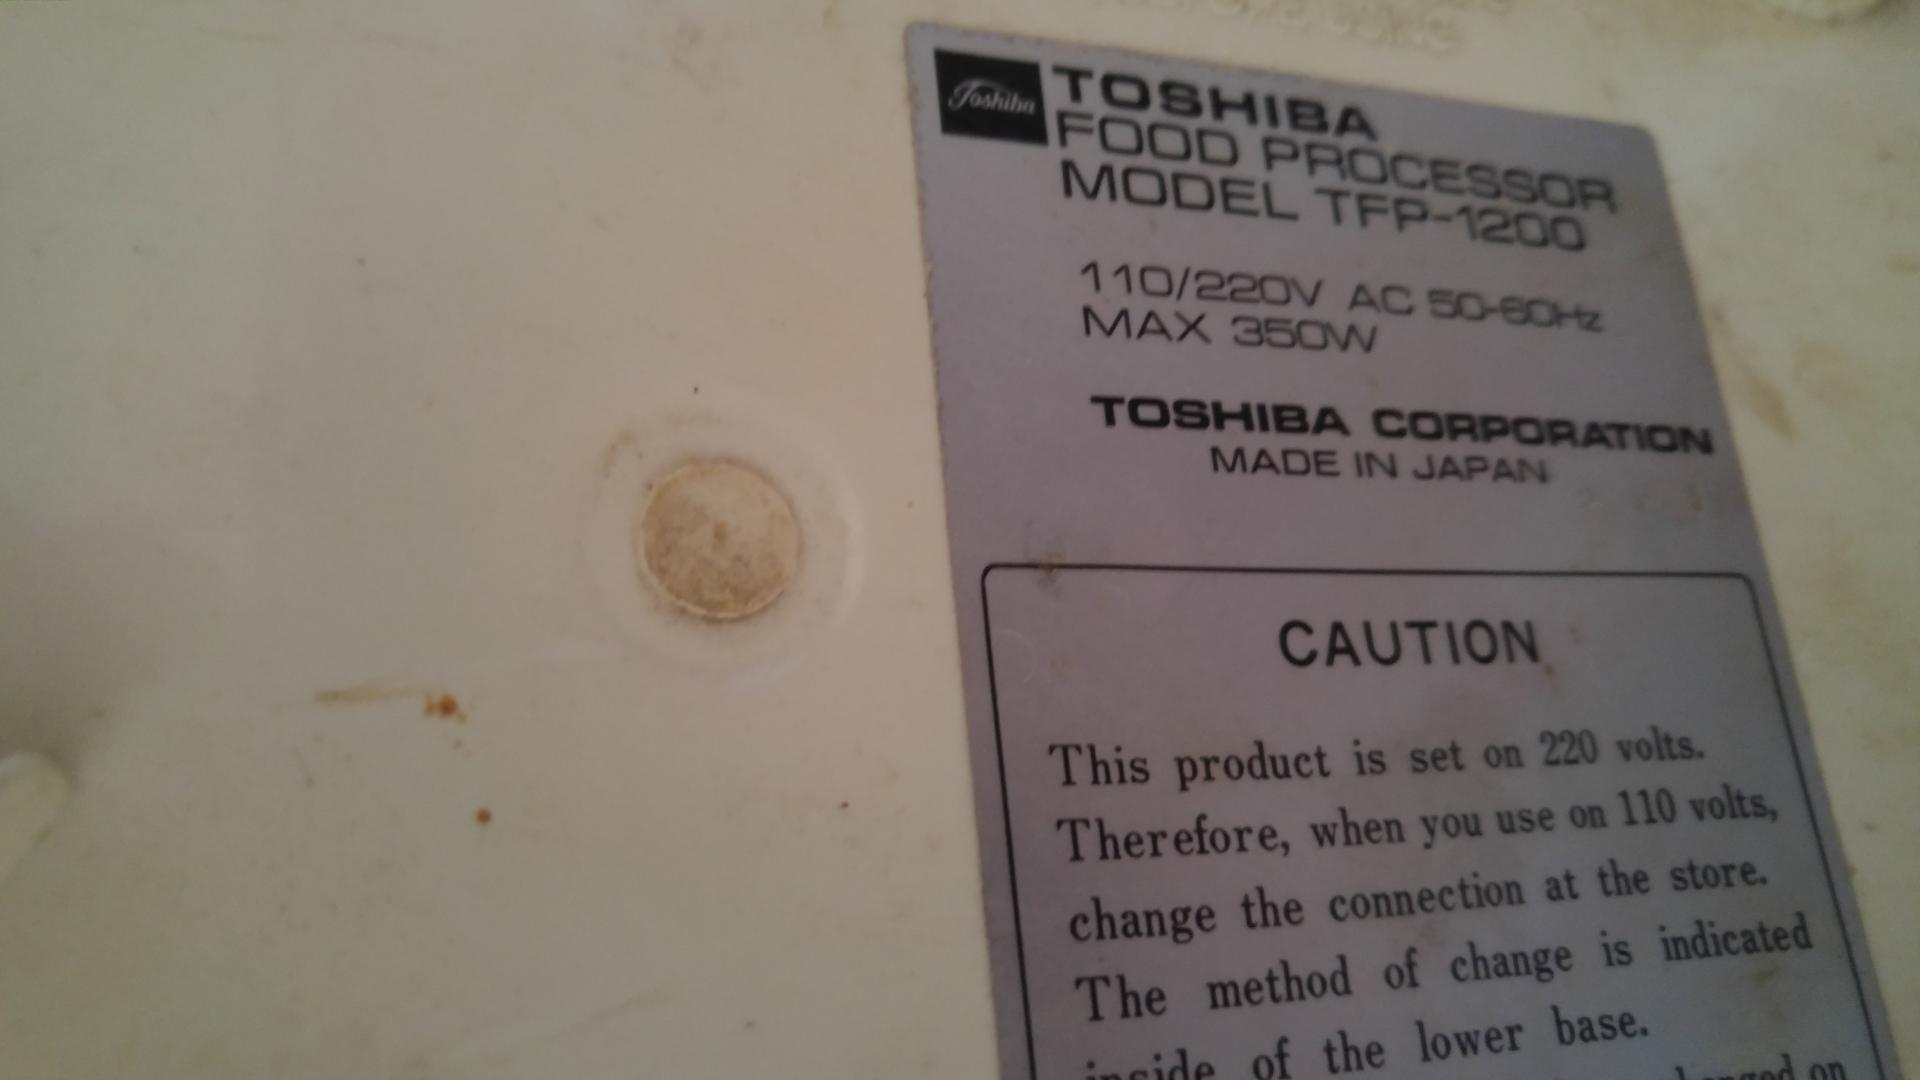 Toshiba
TOSHIBA
FOOD PROCESSOR
MODEL TFP-1200
110/220V AC 50-60Hz
MAX 350W
TOSHIBA CORPORATION
MADE IN JAPAN
CAUTION
This product is set on 220 volts.
Therefore, when you use on 110 volts,
change the connection at the store.
The method of change is indicated
inside of the lower base.
on